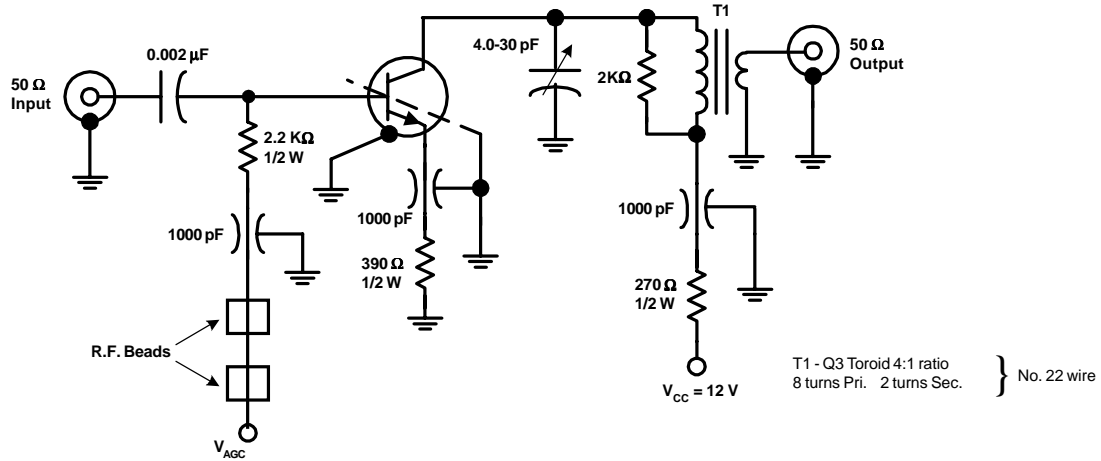 T1
4.0-30 pF
0.002 µF
50 Ω
Output
50 Ω
Input
2KΩ
2.2 KΩ
1/2 W
1000 pF
1000 pF
1000 pF
390 Ω
1/2 W
270 Ω
1/2 W
R.F. Beads
T1 - Q3 Toroid 4:1 ratio
8 turns Pri. 2 turns Sec.
} No. 22 wire
VCC = 12 V
VAGC